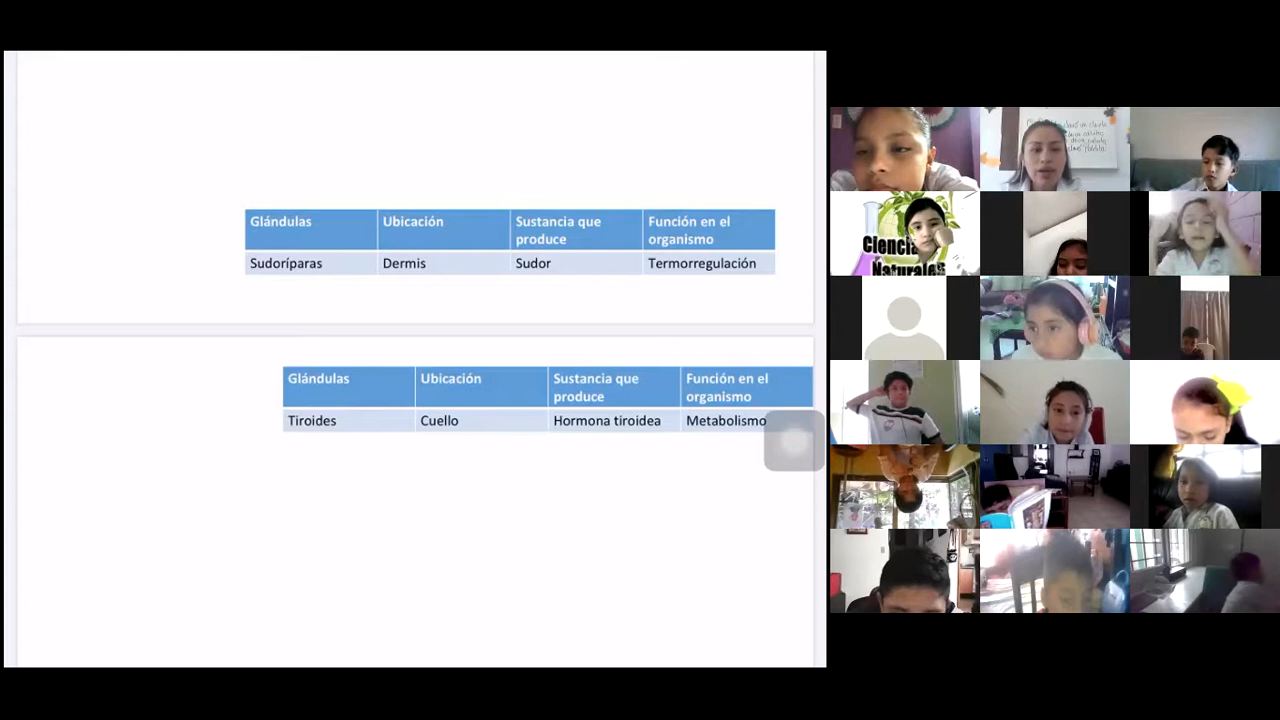 Glándulas Ubicación Sustancia que produce Función en el organismo
Sudoríparas Dermis Sudor Termorregulación
Glándulas Ubicación Sustancia que produce Función en el organismo
Tiroides Cuello Hormona tiroidea Metabolismo
Ciencia
Naturales